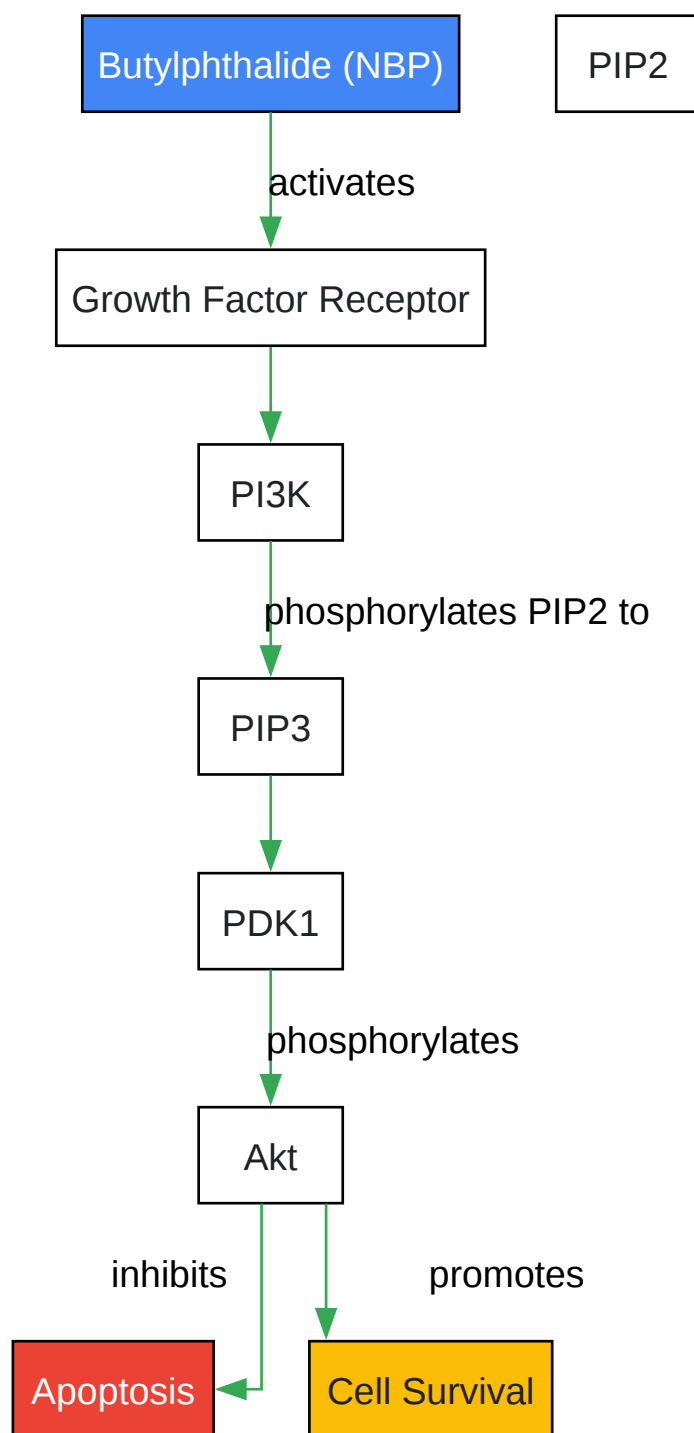 Butylphthalide (NBP)
PIP2
activates
Growth Factor Receptor
PI3K
phosphorylates PIP2 to
PIP3
PDK1
phosphorylates
Akt
inhibits
promotes
Apoptosis
Cell Survival